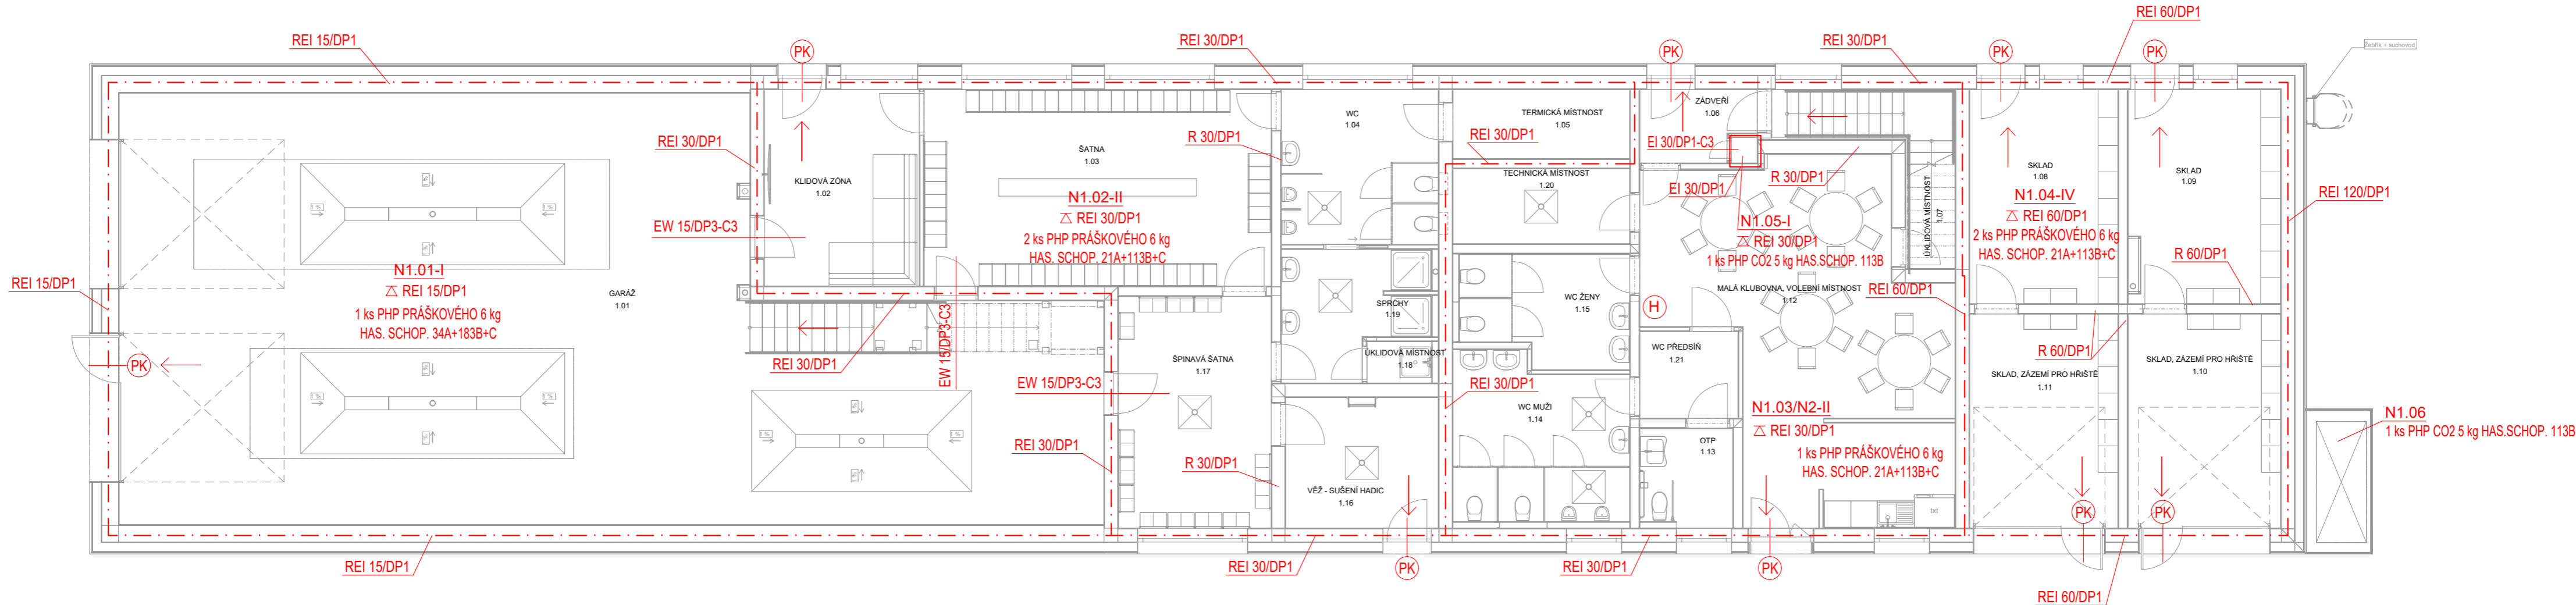 REI 60/DP1
REI 15/DP1
REI 30/DP1
REI 30/DP1
Žebřík + suchovod
PK
PK
PK
PK
ZÁDVEŘÍ
1.06
WC
1.04
TERMICKÁ MÍSTNOST
1.05
REI 30/DP1
R 30/DP1
REI 30/DP1
EI 30/DP1-C3
ŠATNA
1.03
KLIDOVÁ ZÓNA
1.02
TECHNICKÁ MÍSTNOST
1.20
EI 30/DP1
R 30/DP1
SKLAD
1.08
SKLAD
1.09
REI 120/DP1
N1.02-II
REI 30/DP1
2 ks PHP PRÁŠKOVÉHO 6 kg
HAS. SCHOP. 21A+113B+C
EW 15/DP3-C3
N1.05-I
REI 30/DP1
1 ks PHP CO2 5 kg HAS.SCHOP. 113B
ÚKLIDOVÁ MÍSTNOST
1.07
N1.04-IV
REI 60/DP1
2 ks PHP PRÁŠKOVÉHO 6 kg
HAS. SCHOP. 21A+113B+C
R 60/DP1
REI 15/DP1
N1.01-I
REI 15/DP1
1 ks PHP PRÁŠKOVÉHO 6 kg
HAS. SCHOP. 34A+183B+C
GARÁŽ
1.01
SPRCHY
1.19
WC ŽENY
1.15
H
MALÁ KLUBOVNA, VOLEBNÍ MÍSTNOST
1.12
REI 60/DP1
PK
REI 30/DP1
EW 15/DP3-C3
EW 15/DP3-C3
ŠPINAVÁ ŠATNA
1.17
ÚKLIDOVÁ MÍSTNOST
1.18
WC PŘEDSÍŇ
1.21
R 60/DP1
SKLAD, ZÁZEMÍ PRO HŘIŠTĚ
1.11
SKLAD, ZÁZEMÍ PRO HŘIŠTĚ
1.10
REI 30/DP1
WC MUŽI
1.14
N1.03/N2-II
REI 30/DP1
1 ks PHP PRÁŠKOVÉHO 6 kg
HAS. SCHOP. 21A+113B+C
N1.06
1 ks PHP CO2 5 kg HAS.SCHOP. 113B
REI 30/DP1
R 30/DP1
OTP
1.13
VĚŽ - SUŠENÍ HADIC
1.16
PK
PK
REI 15/DP1
REI 30/DP1
PK
REI 30/DP1
PK
REI 60/DP1